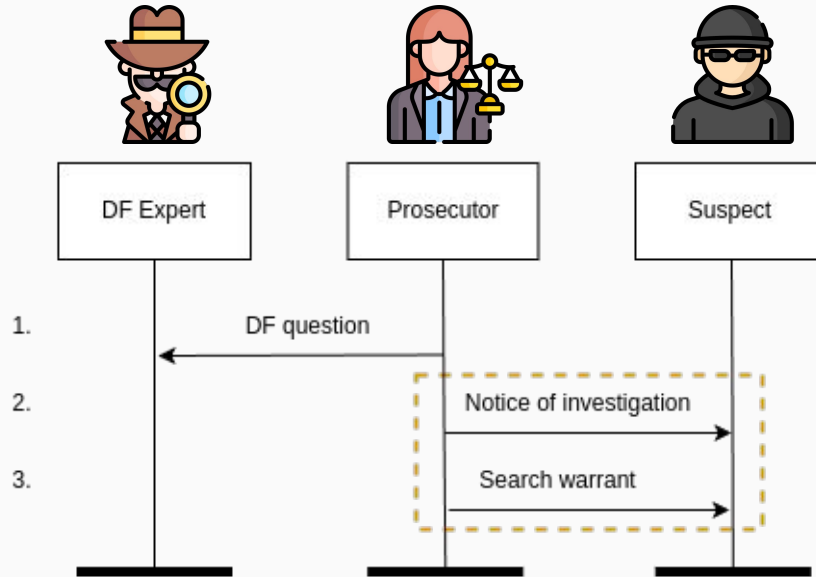 DF Expert
Prosecutor
Suspect
1. DF question
2. Notice of investigation
3. Search warrant